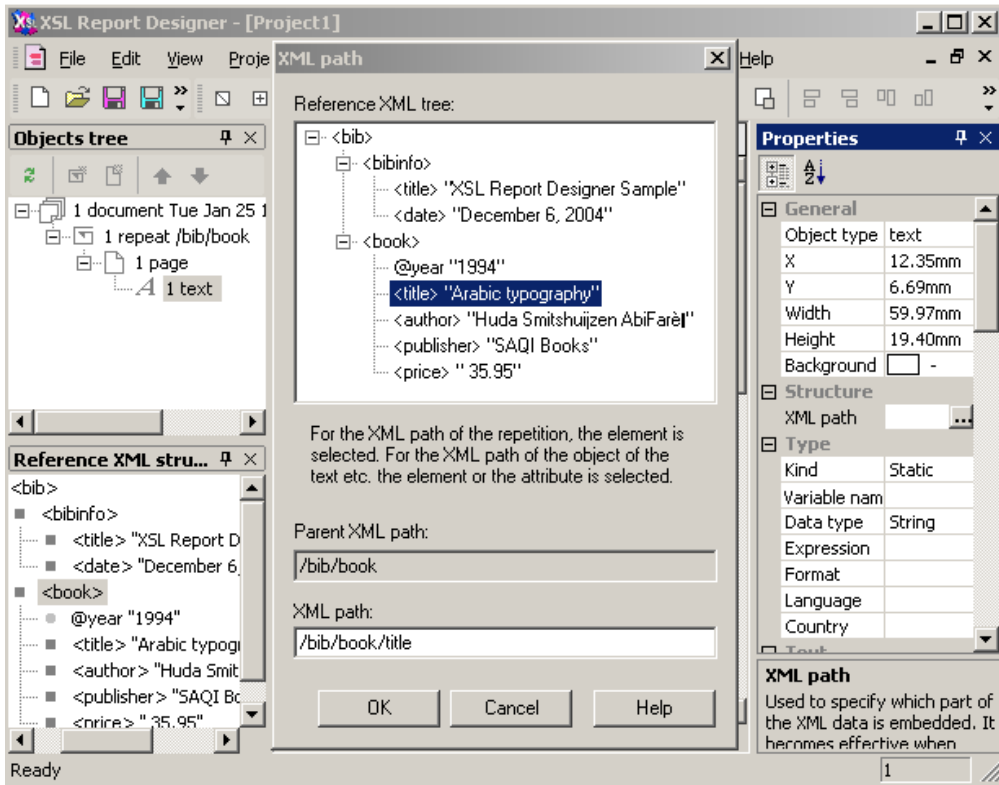 XSL Report Designer - [Project1]
File Edit View Proje
Help
Objects tree
1 document Tue Jan 25 1
1 repeat /bib/book
1 page
1 text
Reference XML stru...
<bib>
<bibinfo>
<title> "XSL Report D
<date> "December 6,
<book>
@year "1994"
<title> "Arabic typogr
<author> "Huda Smit
<publisher> "SAQI Bo
<price> " 35.95"
XML path
Reference XML tree:
<bib>
<bibinfo>
<title> "XSL Report Designer Sample"
<date> "December 6, 2004"
<book>
@year "1994"
<title> "Arabic typography"
<author> "Huda Smitshuijzen AbiFarèl"
<publisher> "SAQI Books"
<price> " 35.95"
For the XML path of the repetition, the element is
selected. For the XML path of the object of the
text etc. the element or the attribute is selected.
Parent XML path:
/bib/book
XML path:
/bib/book/title
OK Cancel Help
Properties
General
Object type text
X 12.35mm
Y 6.69mm
Width 59.97mm
Height 19.40mm
Background -
Structure
XML path ...
Type
Kind Static
Variable nam
Data type String
Expression
Format
Language
Country
Text
XML path
Used to specify which part of
the XML data is embedded. It
becomes effective when
Ready
1